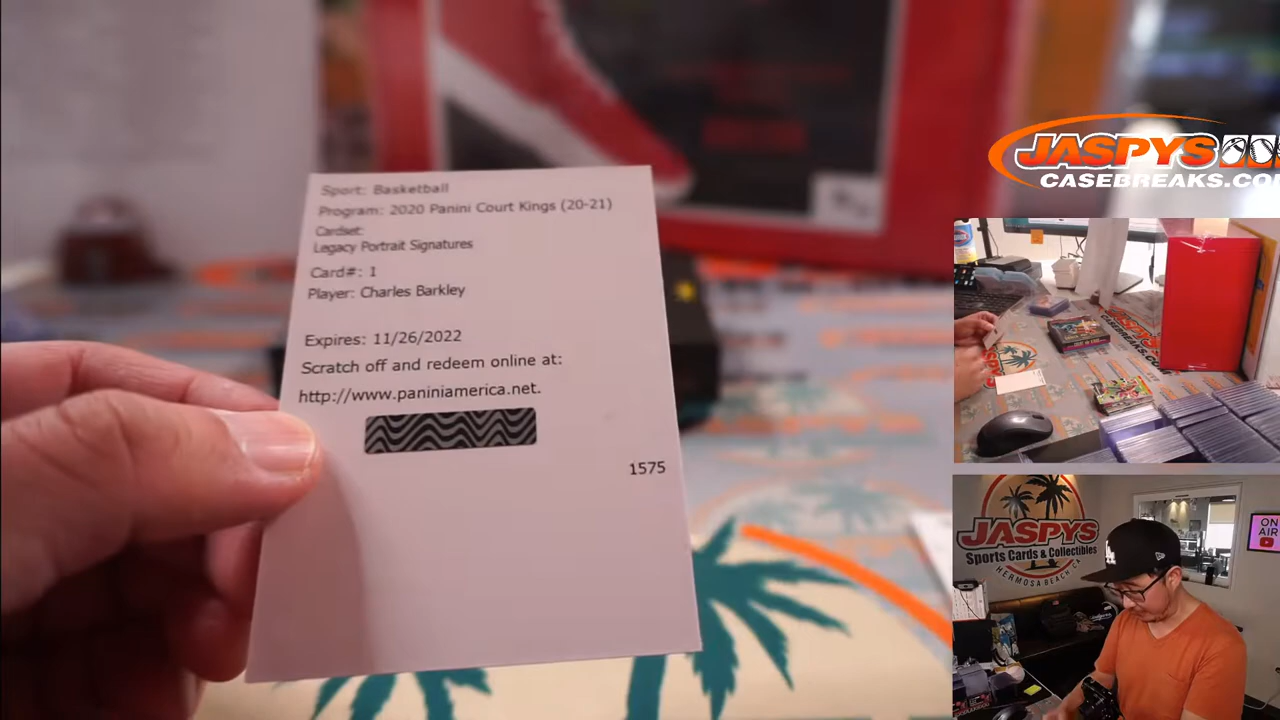 Sport: Basketball
Program: 2020 Panini Court Kings (20-21)
Cardset:
Legacy Portrait Signatures
Card#: 1
Player: Charles Barkley
Expires: 11/26/2022
Scratch off and redeem online at:
http://www.paniniamerica.net.
1575
JASPYS
CASEBREAKS.CO
JASPYS
JASPYS
Sports Cards & Collectibles
HERMOSA BEACH CA
ON
AIR